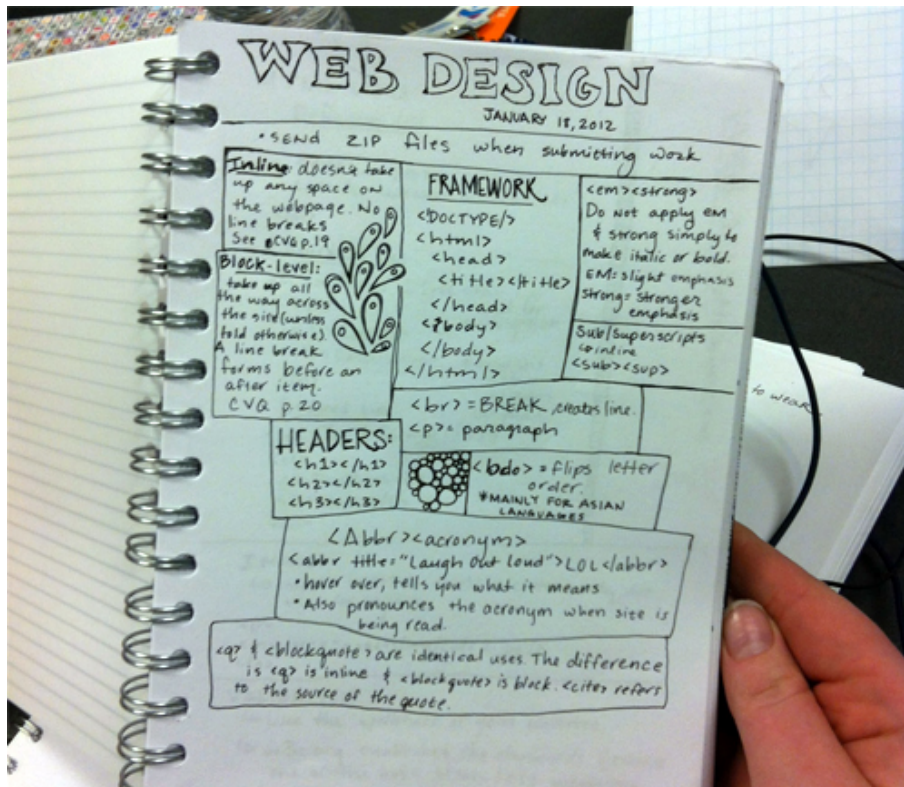 WEB DESIGN
JANUARY 18, 2012
• SEND ZIP files when submitting work
Inline: doesn't take
up any space on
the webpage. No
line breaks
See CVQ p.19
Block-level:
take up all
the way across
the site (unless
told otherwise).
A line break
forms before an
after item.
CVQ p. 20
FRAMEWORK
<!DOCTYPE/>
<html>
<head>
<title></title>
</head>
<body>
</body>
</html>
<em><strong>
Do not apply EM
& strong simply to
make italic or bold.
EM = slight emphasis
strong = stronger
emphasis
Sub/Superscripts
inline
<sub><sup>
<br> = BREAK, creates line.
<p> = paragraph
HEADERS:
<h1></h1>
<h2></h2>
<h3></h3>
<bdo> = flips letter
order.
*MAINLY FOR ASIAN
LANGUAGES
<Abbr><acronym>
<abbr title="Laugh Out Loud">LOL</abbr>
• hover over, tells you what it means
• Also pronounces the acronym when site is
being read.
<q> & <blockquote> are identical uses. The difference
is <q> is inline & <blockquote> is block. <cite> refers
to the source of the quote.
to wear